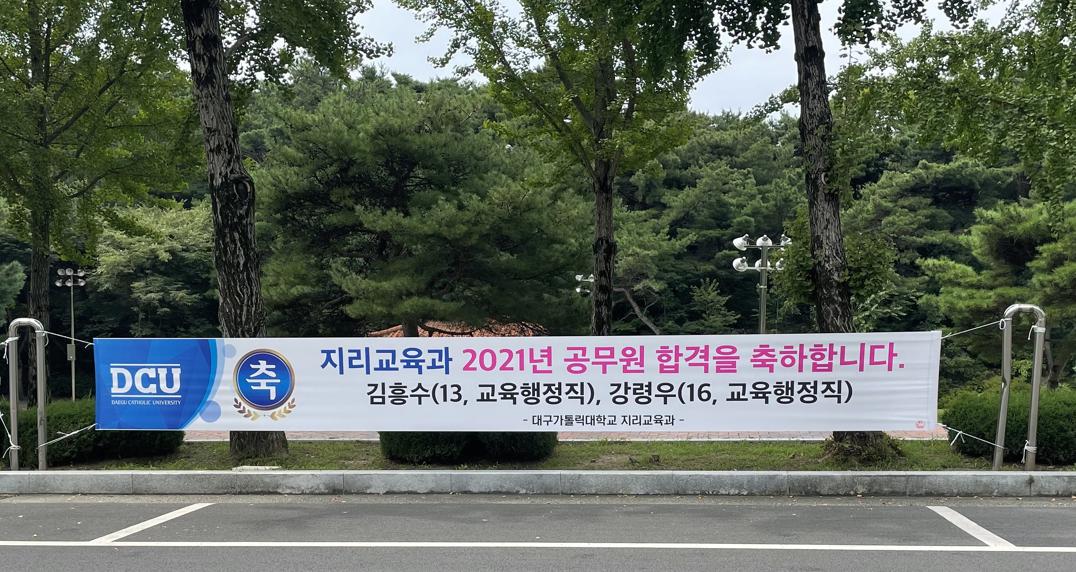 DCU
DAEGU CATHOLIC UNIVERSITY
축
지리교육과 2021년 공무원 합격을 축하합니다.
김흥수(13, 교육행정직), 강령우(16, 교육행정직)
- 대구가톨릭대학교 지리교육과 -